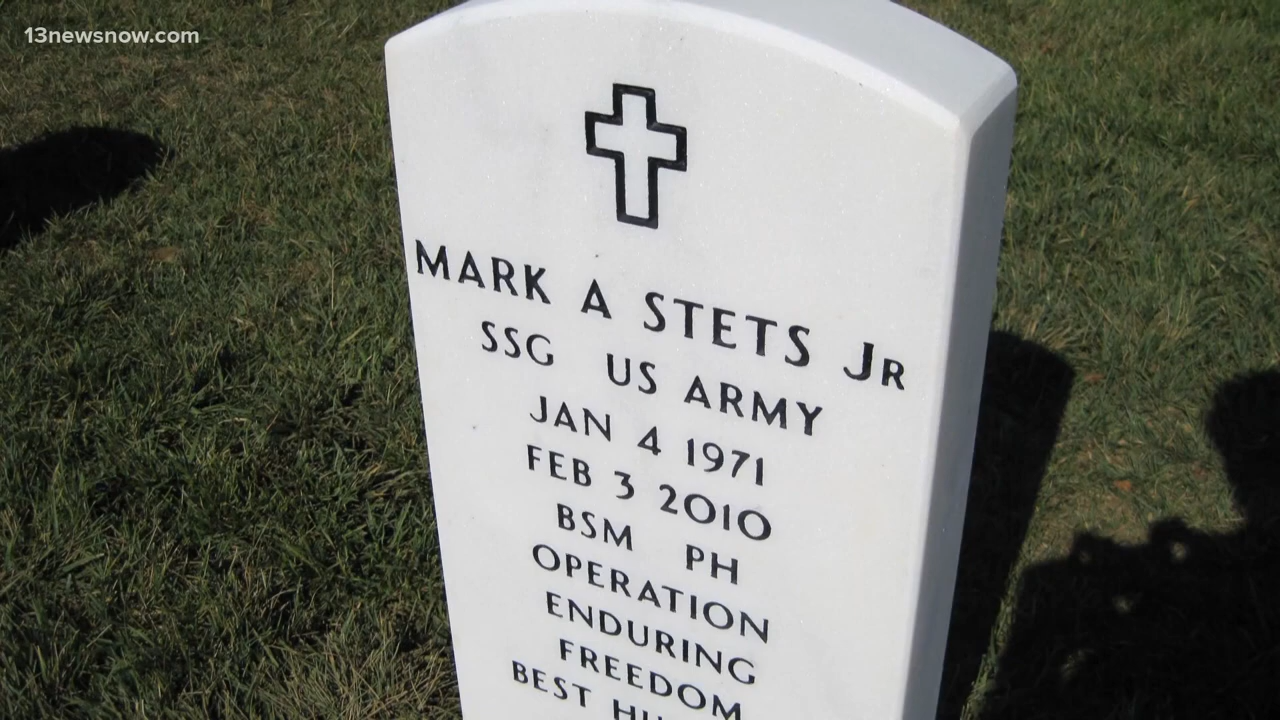 13newsnow.com
MARK A STETS JR
SSG US ARMY
JAN 4 1971
FEB 3 2010
BSM PH
OPERATION
ENDURING
FREEDOM
BEST